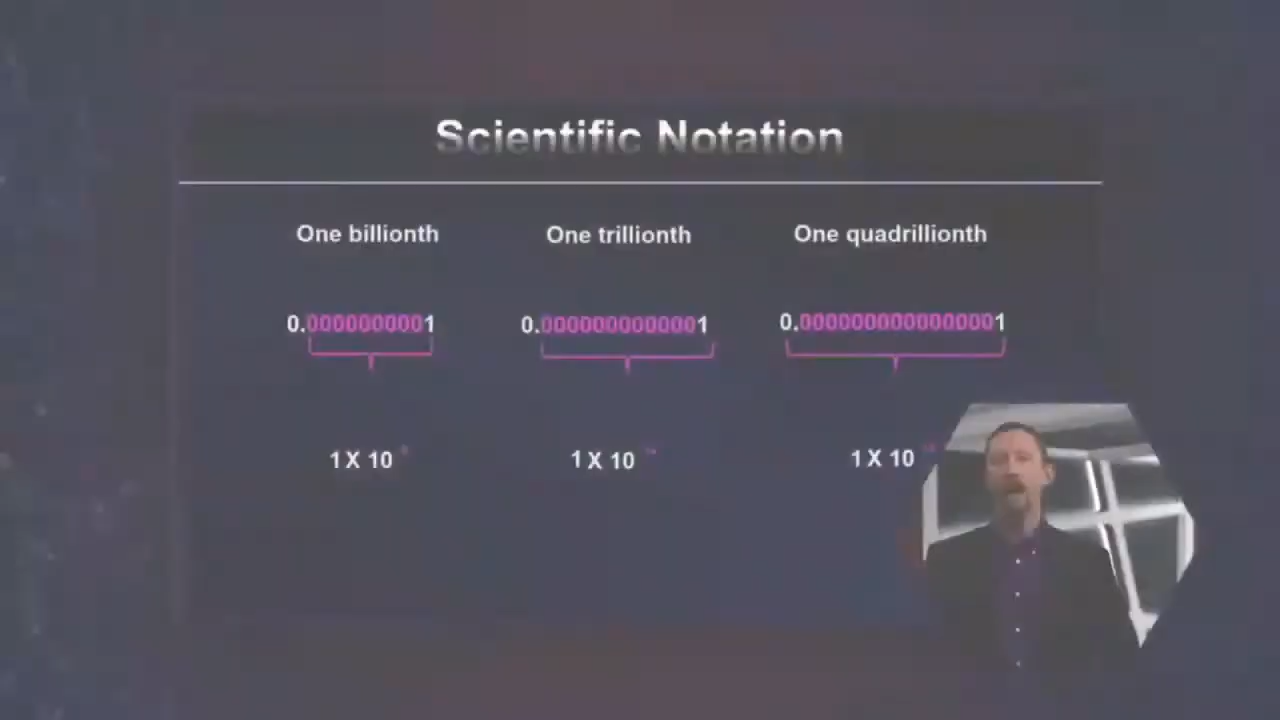 Scientific Notation
One billionth One trillionth One quadrillionth
0.0000000001 0.0000000000001 0.0000000000000001
1 X 10 1 X 10 1 X 10